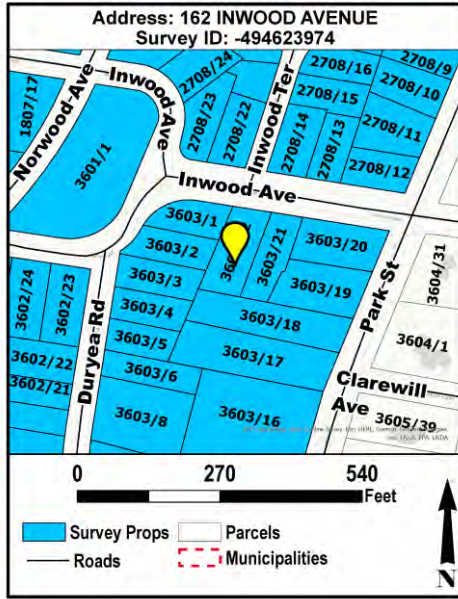 Address: 162 INWOOD AVENUE
Survey ID: -494623974
2708/24
2708/16
2708/9
Norwood-Ave
Inwood-Ave
2708/23
2708/22
Inwood-Ter
2708/15
2708/10
1807/17
2708/14
2708/13
2708/11
3601/1
2708/12
Inwood-Ave
3603/1
3603/21
3603/20
3603/2
3604/31
3602/24
3602/23
3603/3
3603/19
Park-St
3603/4
3603/18
3604/1
Duryea-Rd
3603/5
3603/17
3602/22
3603/6
Clarewill
Ave
3602/21
3603/8
3603/16
3605/39
0 270 540
Feet
Survey Props Parcels
Roads Municipalities
N